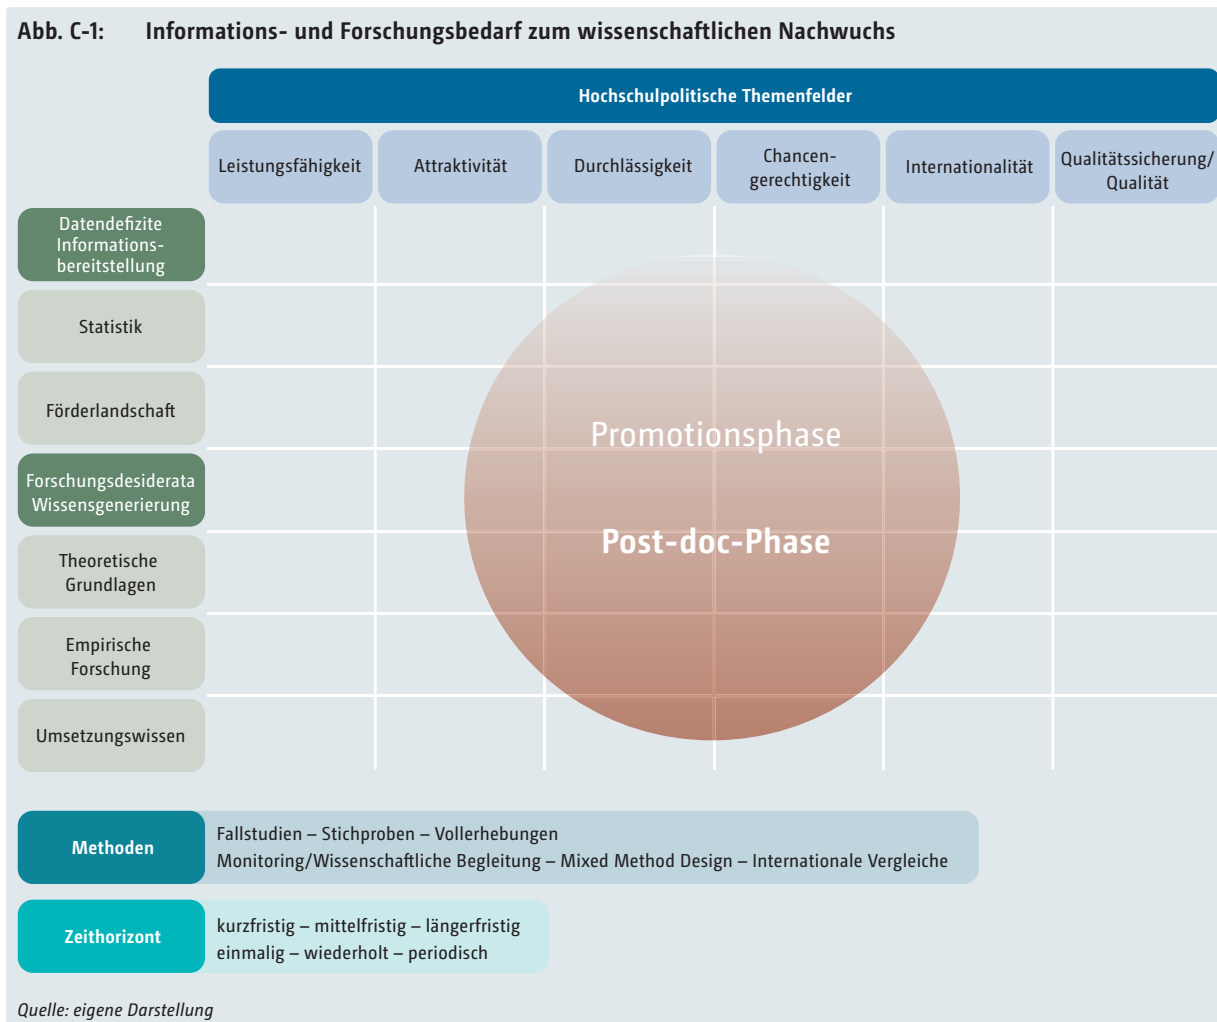 Abb. C-1: Informations- und Forschungsbedarf zum wissenschaftlichen Nachwuchs
Hochschulpolitische Themenfelder
Leistungsfähigkeit
Attraktivität
Durchlässigkeit
Chancen-
gerechtigkeit
Internationalität
Qualitätssicherung/
Qualität
Datendefizite
Informations-
bereitstellung
Statistik
Förderlandschaft
Forschungsdesiderata
Wissensgenerierung
Theoretische
Grundlagen
Empirische
Forschung
Umsetzungswissen
Promotionsphase
Post-doc-Phase
Methoden
Fallstudien – Stichproben – Vollerhebungen
Monitoring/Wissenschaftliche Begleitung – Mixed Method Design – Internationale Vergleiche
Zeithorizont
kurzfristig – mittelfristig – längerfristig
einmalig – wiederholt – periodisch
Quelle: eigene Darstellung